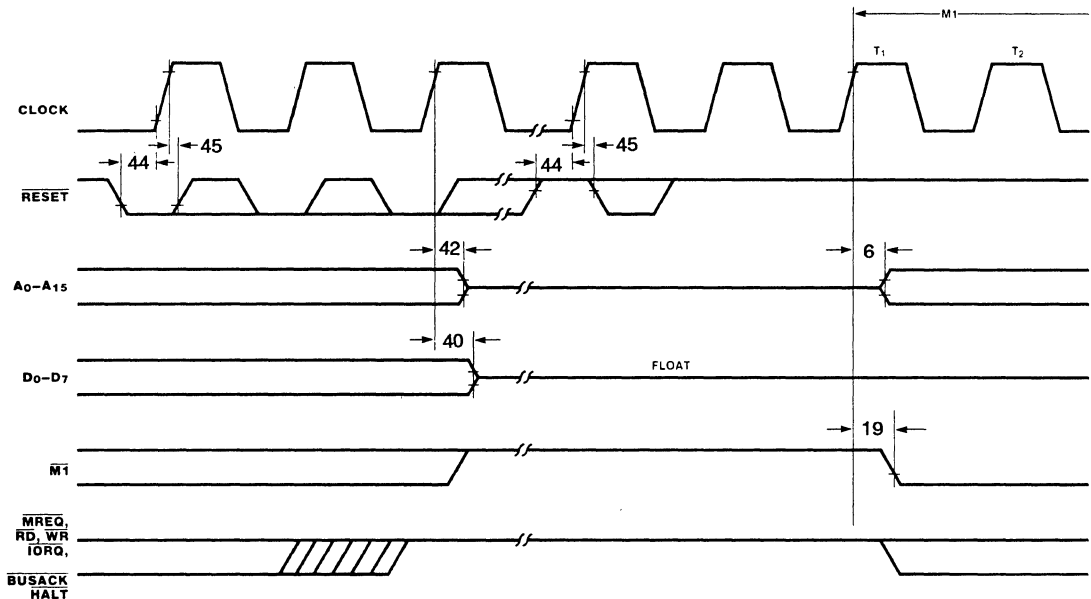 M1
T1 T2
CLOCK
44 45 44 45
RESET
42 6
A0–A15
40
D0–D7 FLOAT
19
M1
MREQ,
RD, WR
IORQ,
BUSACK
HALT